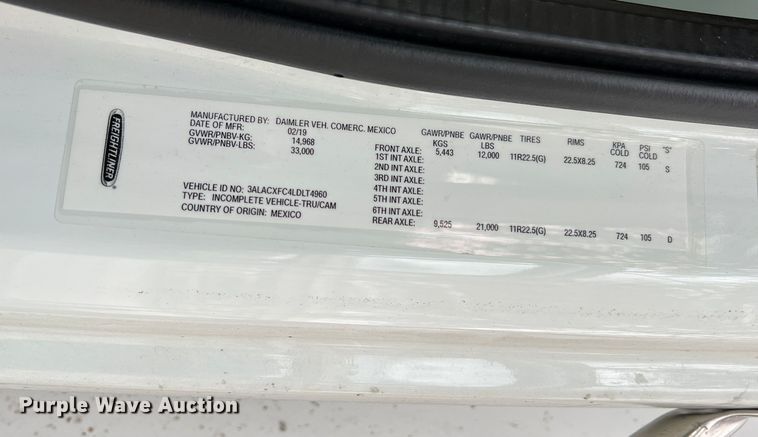 FREIGHTLINER
MANUFACTURED BY: DAIMLER VEH. COMERC. MEXICO
DATE OF MFR: 02/19
GVWR/PNBV-KG: 14,968
GVWR/PNBV-LBS: 33,000
VEHICLE ID NO: 3ALACXFC4LDLT4960
TYPE: INCOMPLETE VEHICLE-TRU/CAM
COUNTRY OF ORIGIN: MEXICO
GAWR/PNBE KGS GAWR/PNBE LBS TIRES RIMS KPA COLD PSI COLD "S"
FRONT AXLE: 5,443 12,000 11R22.5(G) 22.5X8.25 724 105 S
1ST INT AXLE:
2ND INT AXLE:
3RD INT AXLE:
4TH INT AXLE:
5TH INT AXLE:
6TH INT AXLE:
REAR AXLE: 9,525 21,000 11R22.5(G) 22.5X8.25 724 105 D
Purple Wave Auction